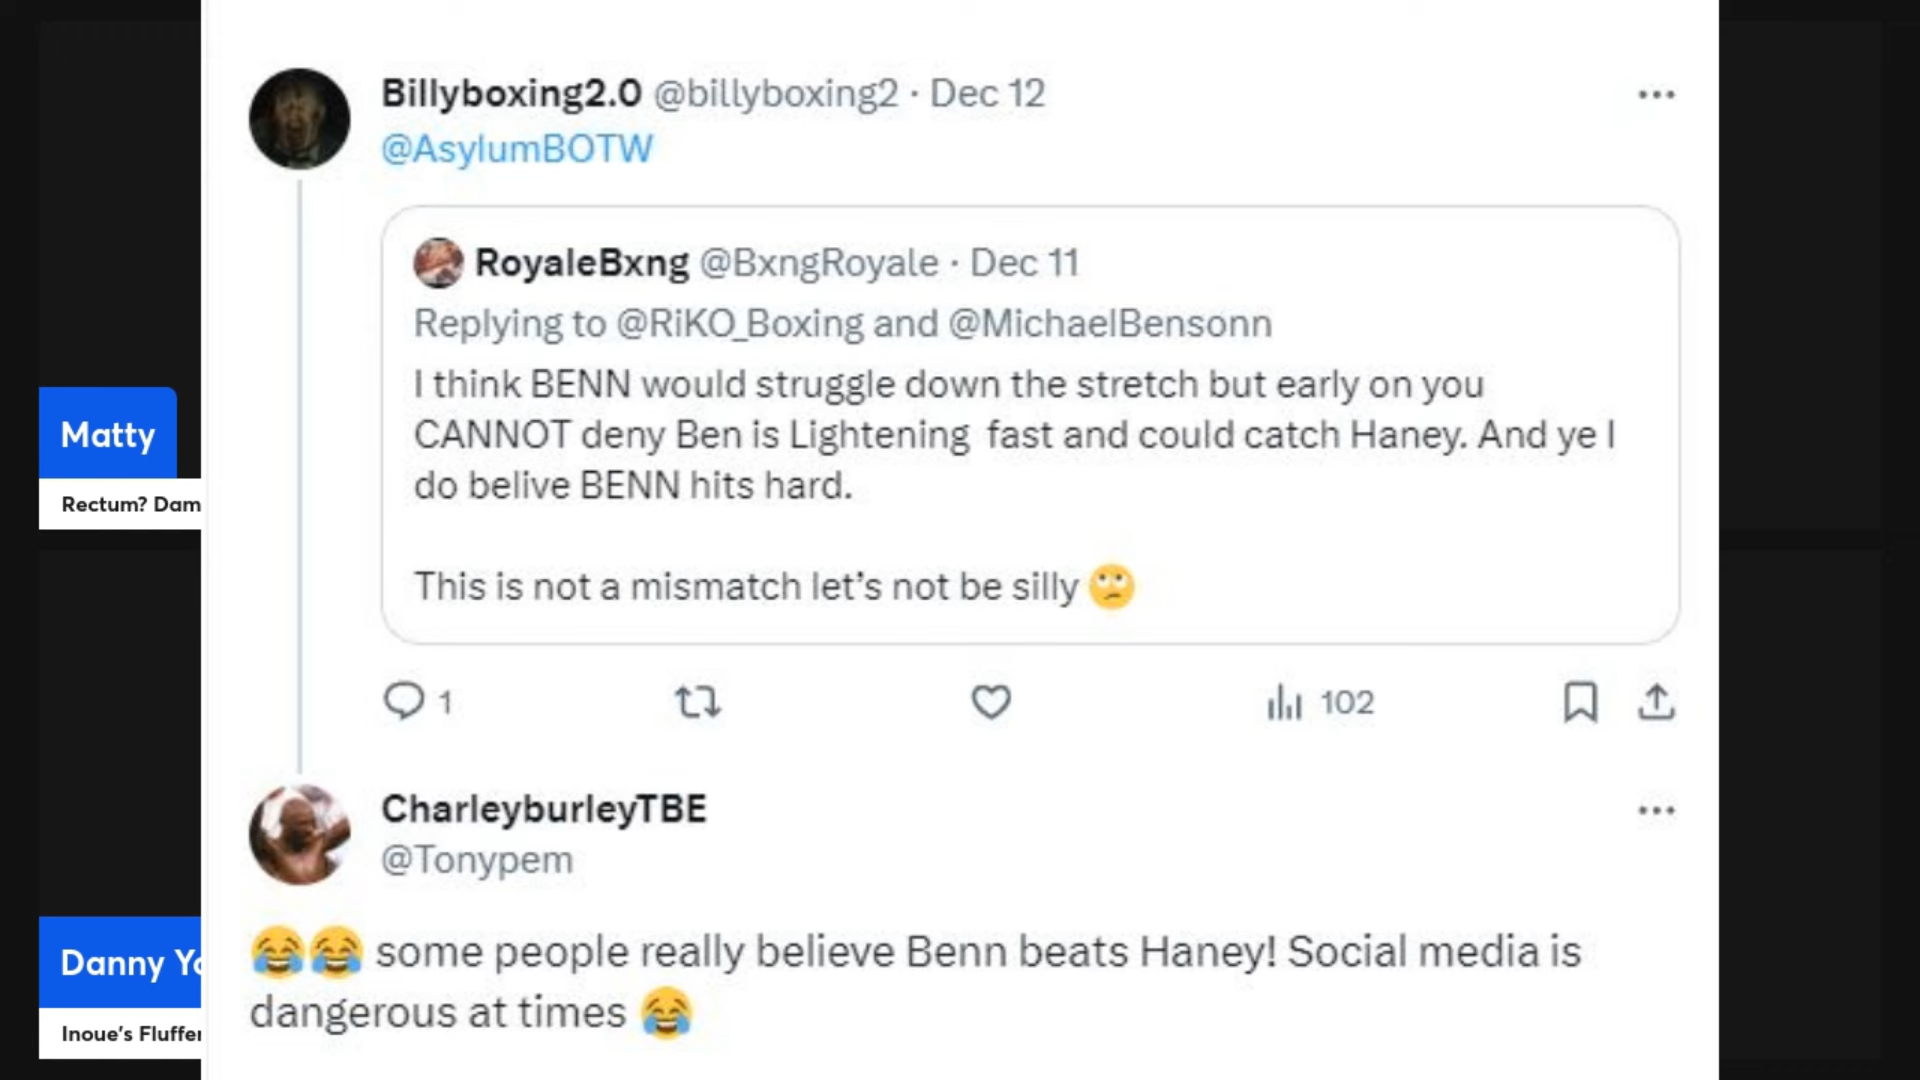 Billyboxing2.0 @billyboxing2 · Dec 12
@AsylumBOTW
RoyaleBxng @BxngRoyale · Dec 11
Replying to @RiKO_Boxing and @MichaelBensonn
I think BENN would struggle down the stretch but early on you
CANNOT deny Ben is Lightening fast and could catch Haney. And ye I
do belive BENN hits hard.
This is not a mismatch let's not be silly 🙄
1
102
CharleyburleyTBE
@Tonypem
😂😂 some people really believe Benn beats Haney! Social media is
dangerous at times 😂
Matty
Rectum? Dam
Danny Yo
Inoue's Fluffer